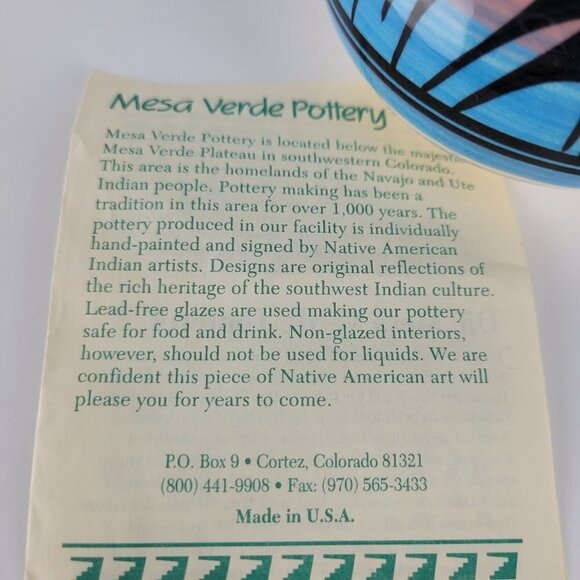 Mesa Verde Pottery
Mesa Verde Pottery is located below the majestic
Mesa Verde Plateau in southwestern Colorado.
This area is the homelands of the Navajo and Ute
Indian people. Pottery making has been a
tradition in this area for over 1,000 years. The
pottery produced in our facility is individually
hand-painted and signed by Native American
Indian artists. Designs are original reflections of
the rich heritage of the southwest Indian culture.
Lead-free glazes are used making our pottery
safe for food and drink. Non-glazed interiors,
however, should not be used for liquids. We are
confident this piece of Native American art will
please you for years to come.
P.O. Box 9 • Cortez, Colorado 81321
(800) 441-9908 • Fax: (970) 565-3433
Made in U.S.A.